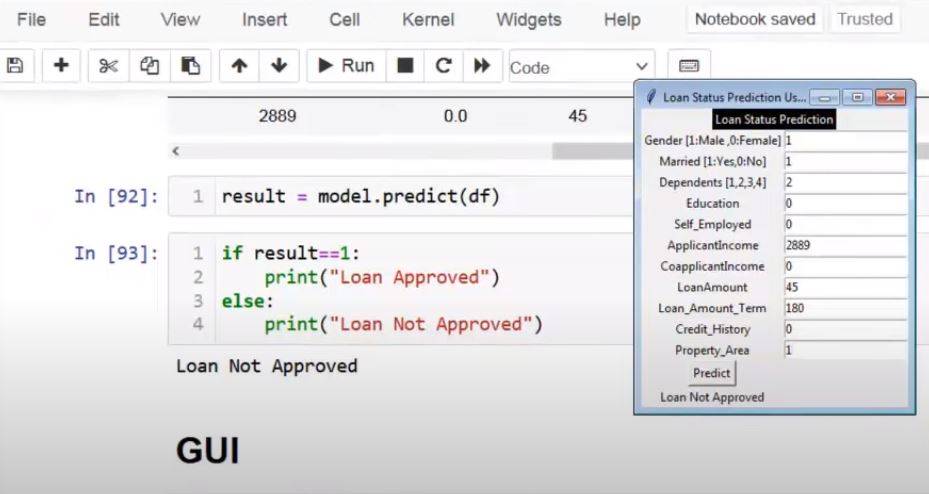 File Edit View Insert Cell Kernel Widgets Help Notebook saved Trusted
Run Code
2889 0.0 45
In [92]: 1 result = model.predict(df)
In [93]: 1 if result==1:
2 print("Loan Approved")
3 else:
4 print("Loan Not Approved")
Loan Not Approved
GUI
Loan Status Prediction Us...
Loan Status Prediction
Gender [1:Male ,0:Female] 1
Married [1:Yes,0:No] 1
Dependents [1,2,3,4] 2
Education 0
Self_Employed 0
ApplicantIncome 2889
CoapplicantIncome 0
LoanAmount 45
Loan_Amount_Term 180
Credit_History 0
Property_Area 1
Predict
Loan Not Approved